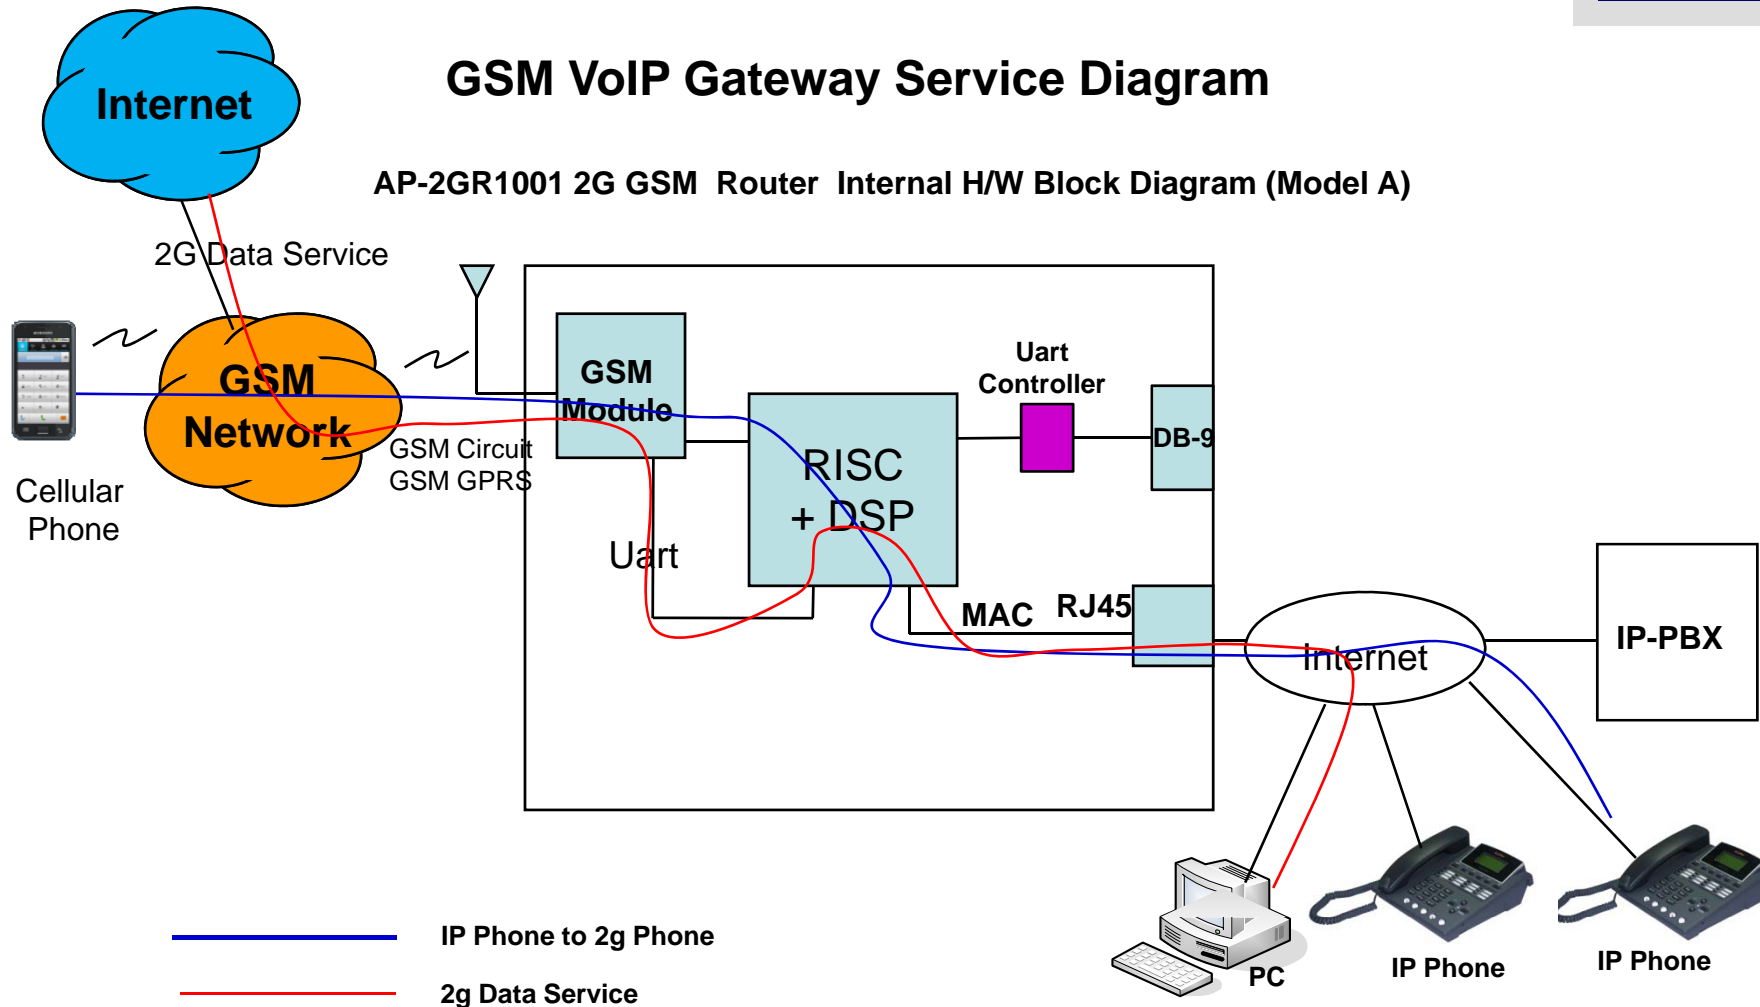 GSM VoIP Gateway Service Diagram
Internet
AP-2GR1001 2G GSM Router Internal H/W Block Diagram (Model A)
2G Data Service
GSM
Network
GSM Circuit
GSM GPRS
Cellular
Phone
GSM
Module
Uart
RISC
+ DSP
Uart
Controller
DB-9
MAC
RJ45
Internet
IP-PBX
PC
IP Phone
IP Phone
IP Phone to 2g Phone
2g Data Service